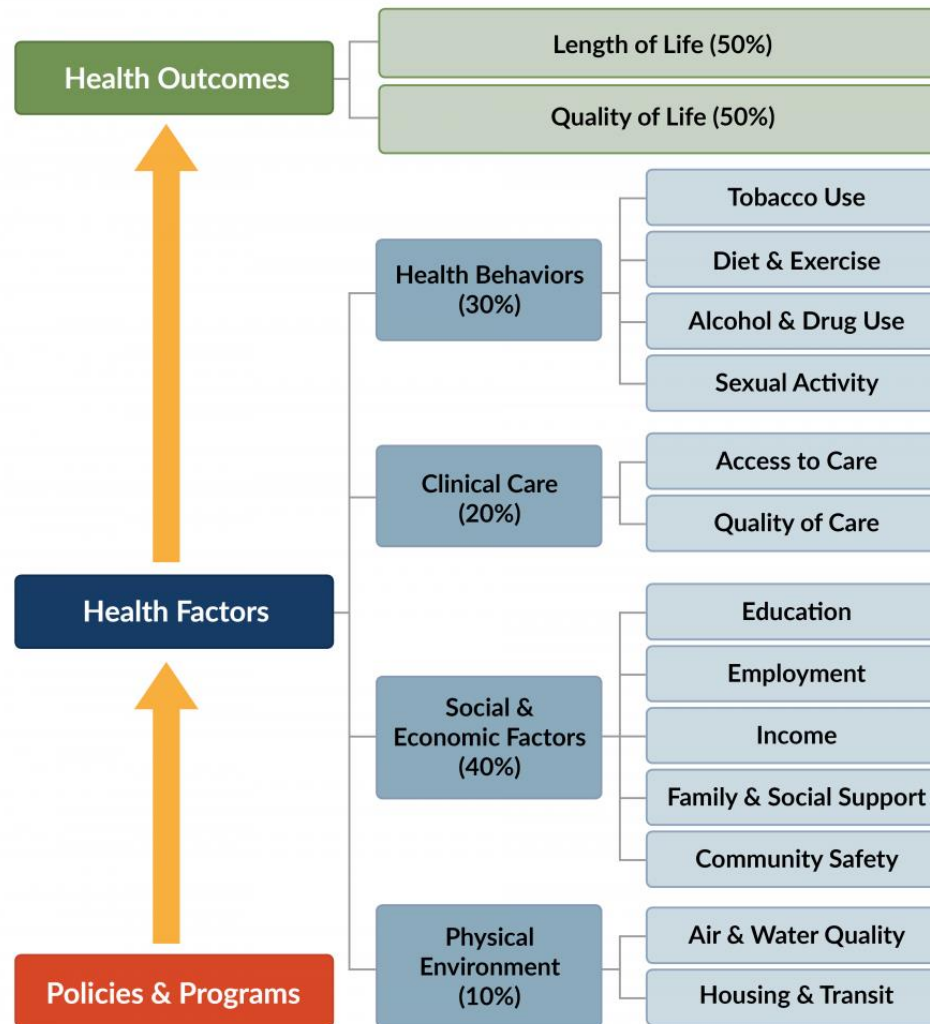 Health Outcomes
Length of Life (50%)
Quality of Life (50%)
Health Factors
Health Behaviors
(30%)
Tobacco Use
Diet & Exercise
Alcohol & Drug Use
Sexual Activity
Clinical Care
(20%)
Access to Care
Quality of Care
Social &
Economic Factors
(40%)
Education
Employment
Income
Family & Social Support
Community Safety
Physical
Environment
(10%)
Air & Water Quality
Housing & Transit
Policies & Programs